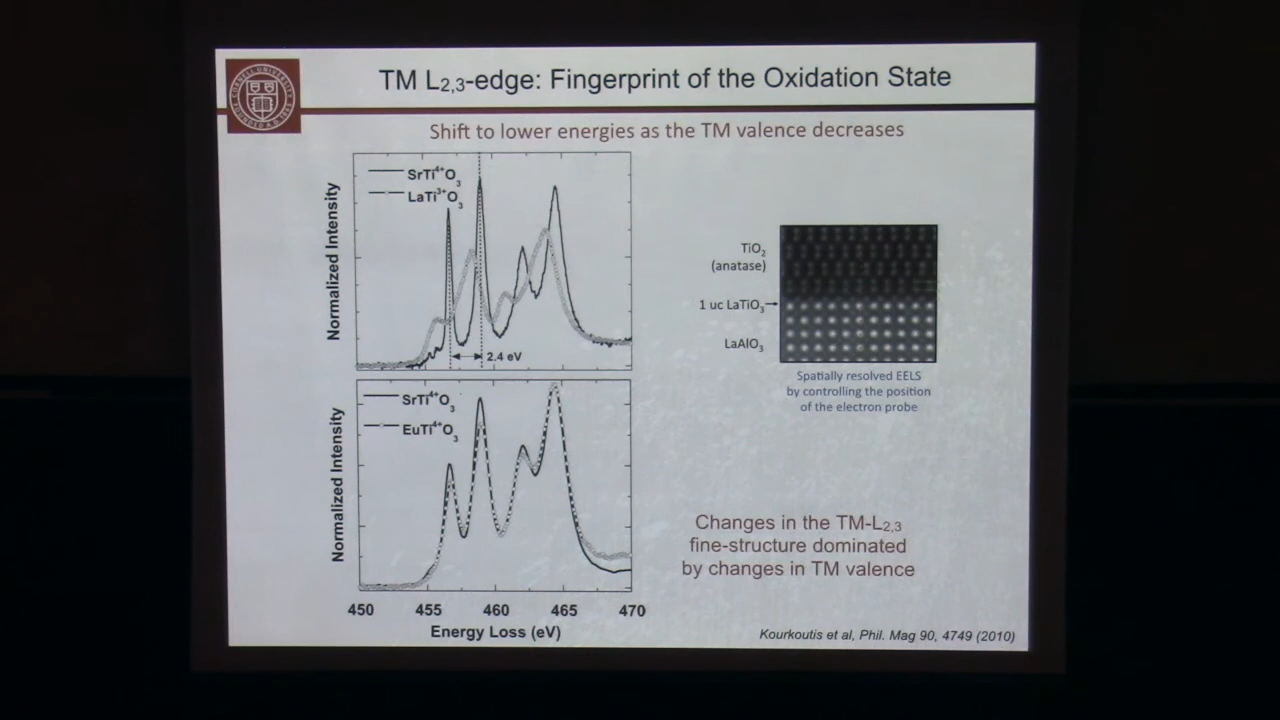 TM L2,3-edge: Fingerprint of the Oxidation State
Shift to lower energies as the TM valence decreases
Normalized Intensity
SrTi4+O3
LaTi3+O3
2.4 eV
Normalized Intensity
SrTi4+O3
EuTi4+O3
450 455 460 465 470
Energy Loss (eV)
TiO2
(anatase)
1 uc LaTiO3
LaAlO3
Spatially resolved EELS
by controlling the position
of the electron probe
Changes in the TM-L2,3
fine-structure dominated
by changes in TM valence
Kourkoutis et al, Phil. Mag 90, 4749 (2010)